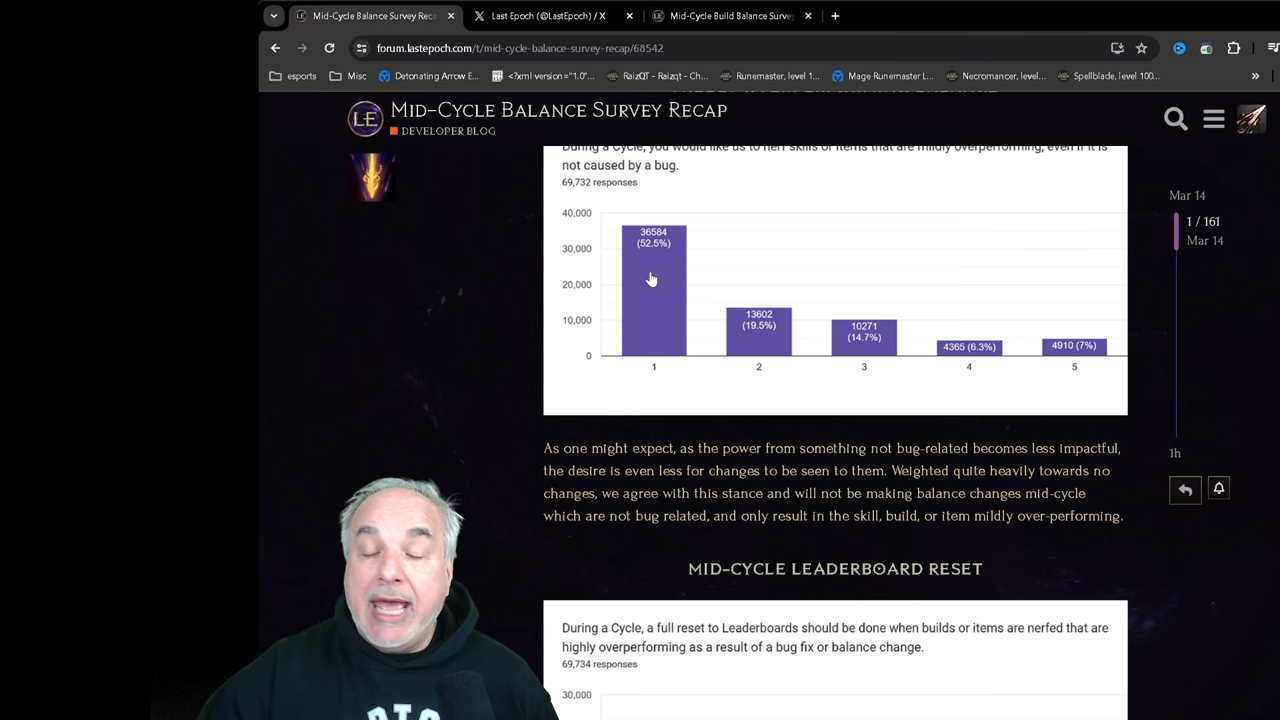 Mid-Cycle Balance Survey Reca
Last Epoch (@LastEpoch) / X
Mid-Cycle Build Balance Survey
forum.lastepoch.com/t/mid-cycle-balance-survey-recap/68542
esports
Misc
Detonating Arrow E...
<?xml version="1.0"...
RaizQT - Raizqt - Ch...
Runemaster, level 1...
Mage Runemaster L...
Necromancer, level...
Spellblade, level 100...
»
LE
Mid-Cycle Balance Survey Recap
DEVELOPER BLOG
During a Cycle, you would like us to nerf skills or items that are mildly overperforming, even if it is
not caused by a bug.
69,732 responses
40,000
30,000
20,000
10,000
0
36584
(52.5%)
13602
(19.5%)
10271
(14.7%)
4365 (6.3%)
4910 (7%)
1
2
3
4
5
Mar 14
1 / 161
Mar 14
1h
As one might expect, as the power from something not bug-related becomes less impactful,
the desire is even less for changes to be seen to them. Weighted quite heavily towards no
changes, we agree with this stance and will not be making balance changes mid-cycle
which are not bug related, and only result in the skill, build, or item mildly over-performing.
MID-CYCLE LEADERBOARD RESET
During a Cycle, a full reset to Leaderboards should be done when builds or items are nerfed that are
highly overperforming as a result of a bug fix or balance change.
69,734 responses
30,000